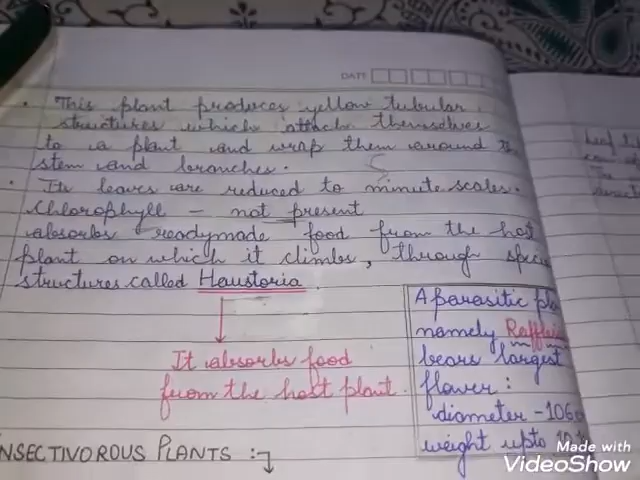 DATE
• This plant produces yellow tubular
structures which attach themselves
to a plant and wrap them around
stem and branches.
• Its leaves are reduced to minute scales.
Chlorophyll - not present
absorbs readymade food from the host
plant on which it climbs, through
structures called Haustoria
It absorbs food
from the host plant.
A parasitic
namely
bears largest
flower:
diameter - 106
weight upto
INSECTIVOROUS PLANTS :-
Made with
VideoShow